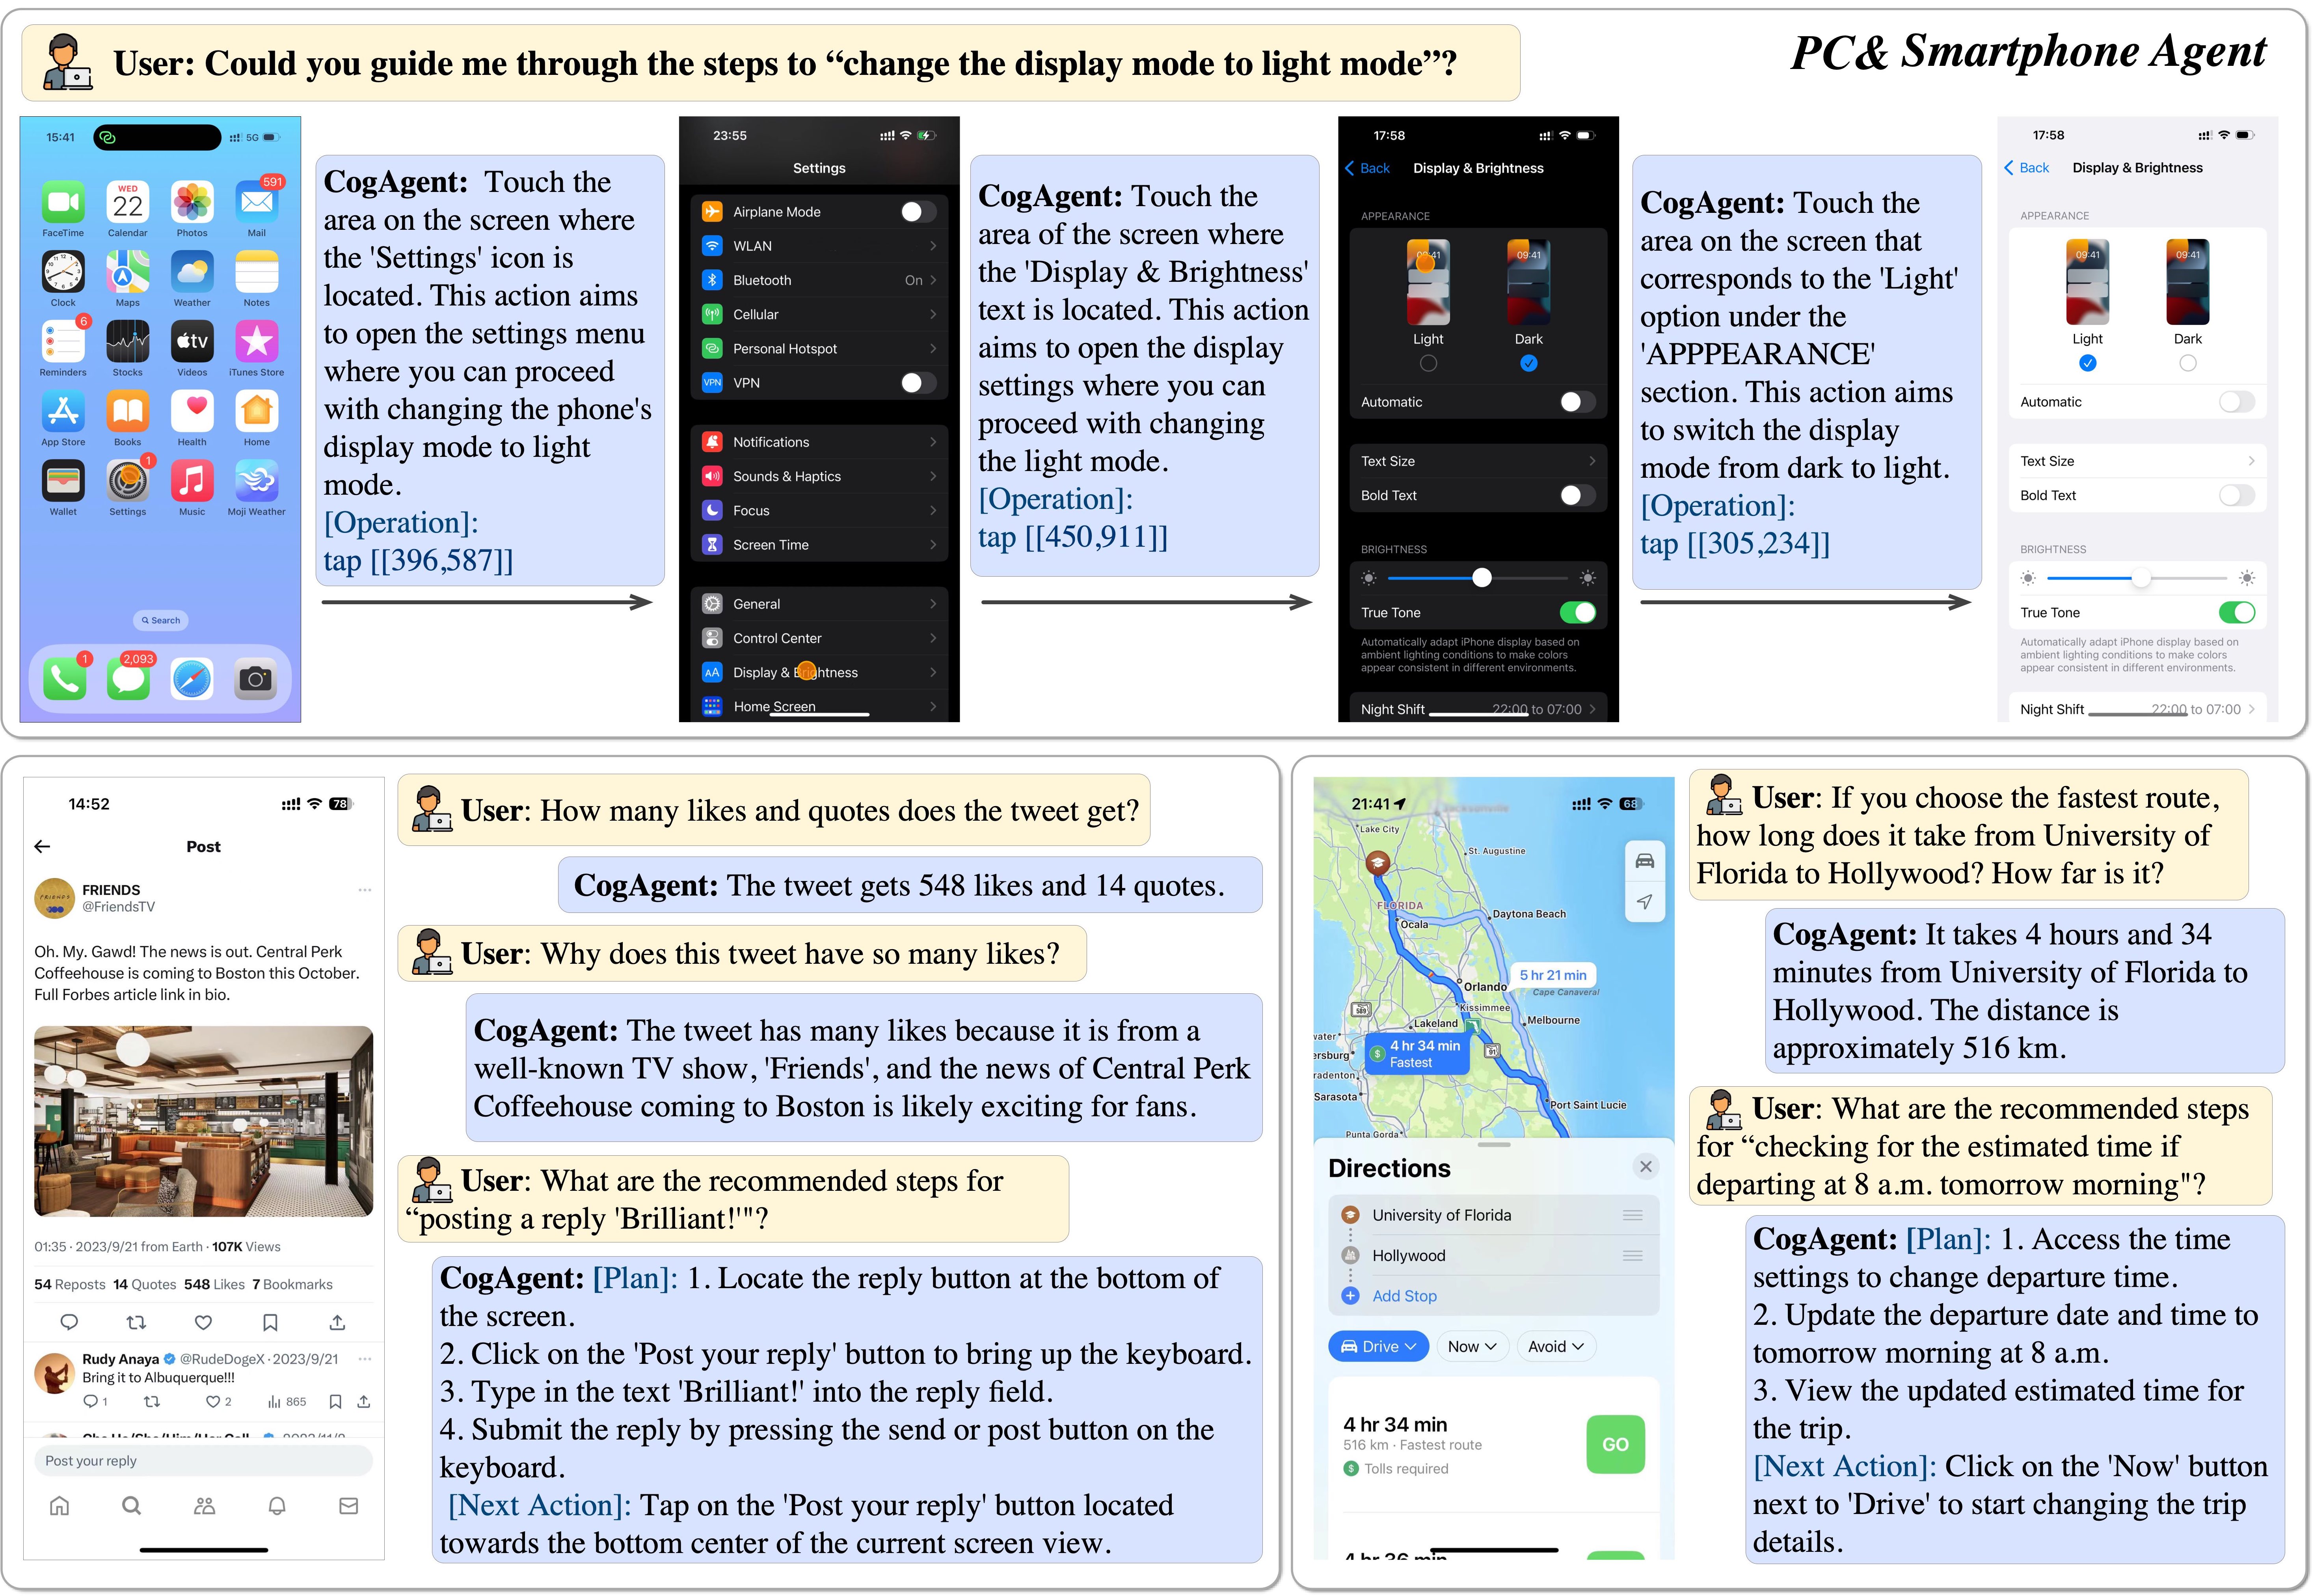 User: Could you guide me through the steps to “change the display mode to light mode”?
PC& Smartphone Agent
15:41
5G
591
WED
22
FaceTime
Calendar
Photos
Mail
Clock
Maps
Weather
Notes
6
tv
Reminders
Stocks
Videos
iTunes Store
App Store
Books
Health
Home
1
Wallet
Settings
Music
Moji Weather
Search
1
2,093
CogAgent: Touch the
area on the screen where
the 'Settings' icon is
located. This action aims
to open the settings menu
where you can proceed
with changing the phone's
display mode to light
mode.
[Operation]:
tap [[396,587]]
23:55
Settings
Airplane Mode
WLAN
Bluetooth On
Cellular
Personal Hotspot
VPN VPN
Notifications
Sounds & Haptics
Focus
Screen Time
General
Control Center
AA Display & Brightness
Home Screen
CogAgent: Touch the
area of the screen where
the 'Display & Brightness'
text is located. This action
aims to open the display
settings where you can
proceed with changing
the light mode.
[Operation]:
tap [[450,911]]
17:58
Back Display & Brightness
APPEARANCE
09:41 09:41
Light Dark
Automatic
Text Size
Bold Text
BRIGHTNESS
True Tone
Automatically adapt iPhone display based on
ambient lighting conditions to make colors
appear consistent in different environments.
Night Shift 22:00 to 07:00
CogAgent: Touch the
area on the screen that
corresponds to the 'Light'
option under the
'APPPEARANCE'
section. This action aims
to switch the display
mode from dark to light.
[Operation]:
tap [[305,234]]
17:58
Back Display & Brightness
APPEARANCE
09:41 09:41
Light Dark
Automatic
Text Size
Bold Text
BRIGHTNESS
True Tone
Automatically adapt iPhone display based on
ambient lighting conditions to make colors
appear consistent in different environments.
Night Shift 22:00 to 07:00
14:52
78
Post
FRIENDS
@FriendsTV
Oh. My. Gawd! The news is out. Central Perk
Coffeehouse is coming to Boston this October.
Full Forbes article link in bio.
01:35 · 2023/9/21 from Earth · 107K Views
54 Reposts 14 Quotes 548 Likes 7 Bookmarks
Rudy Anaya @RudeDogeX · 2023/9/21
Bring it to Albuquerque!!!
1 2 865
Post your reply
User: How many likes and quotes does the tweet get?
CogAgent: The tweet gets 548 likes and 14 quotes.
User: Why does this tweet have so many likes?
CogAgent: The tweet has many likes because it is from a
well-known TV show, 'Friends', and the news of Central Perk
Coffeehouse coming to Boston is likely exciting for fans.
User: What are the recommended steps for
“posting a reply 'Brilliant!'"?
CogAgent: [Plan]: 1. Locate the reply button at the bottom of
the screen.
2. Click on the 'Post your reply' button to bring up the keyboard.
3. Type in the text 'Brilliant!' into the reply field.
4. Submit the reply by pressing the send or post button on the
keyboard.
[Next Action]: Tap on the 'Post your reply' button located
towards the bottom center of the current screen view.
21:41
68
Lake City
St. Augustine
FLORIDA
Ocala
Daytona Beach
5 hr 21 min
Orlando
Cape Canaveral
Kissimmee
589
Lakeland
Melbourne
water
4 hr 34 min
Fastest
91
ersburg
radenton
Sarasota
Port Saint Lucie
Punta Gorda
Directions
University of Florida
Hollywood
Add Stop
Drive Now Avoid
4 hr 34 min
516 km · Fastest route
Tolls required
GO
4 hr 36 min
User: If you choose the fastest route,
how long does it take from University of
Florida to Hollywood? How far is it?
CogAgent: It takes 4 hours and 34
minutes from University of Florida to
Hollywood. The distance is
approximately 516 km.
User: What are the recommended steps
for “checking for the estimated time if
departing at 8 a.m. tomorrow morning"?
CogAgent: [Plan]: 1. Access the time
settings to change departure time.
2. Update the departure date and time to
tomorrow morning at 8 a.m.
3. View the updated estimated time for
the trip.
[Next Action]: Click on the 'Now' button
next to 'Drive' to start changing the trip
details.